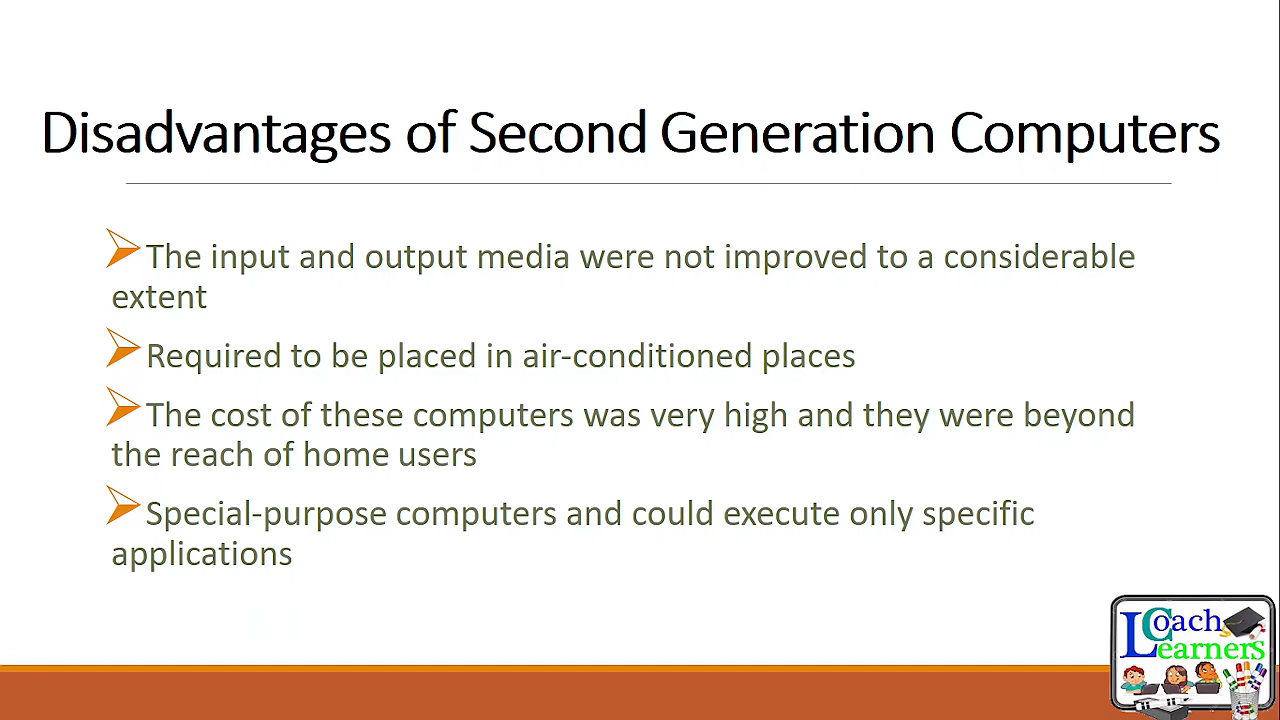 Disadvantages of Second Generation Computers
The input and output media were not improved to a considerable
extent
Required to be placed in air-conditioned places
The cost of these computers was very high and they were beyond
the reach of home users
Special-purpose computers and could execute only specific
applications
Coach
Learners